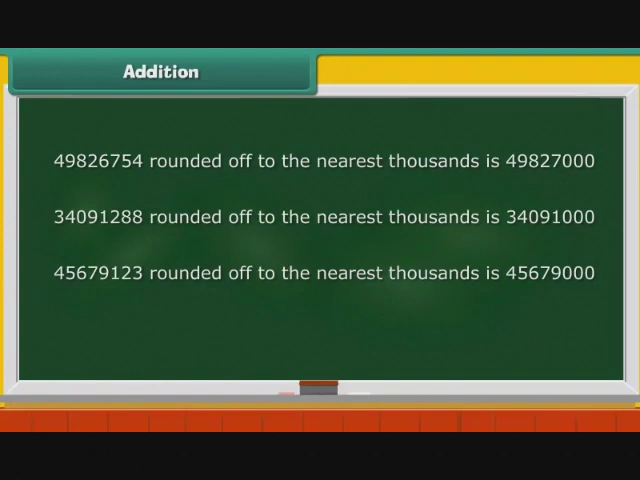 Addition
49826754 rounded off to the nearest thousands is 49827000
34091288 rounded off to the nearest thousands is 34091000
45679123 rounded off to the nearest thousands is 45679000